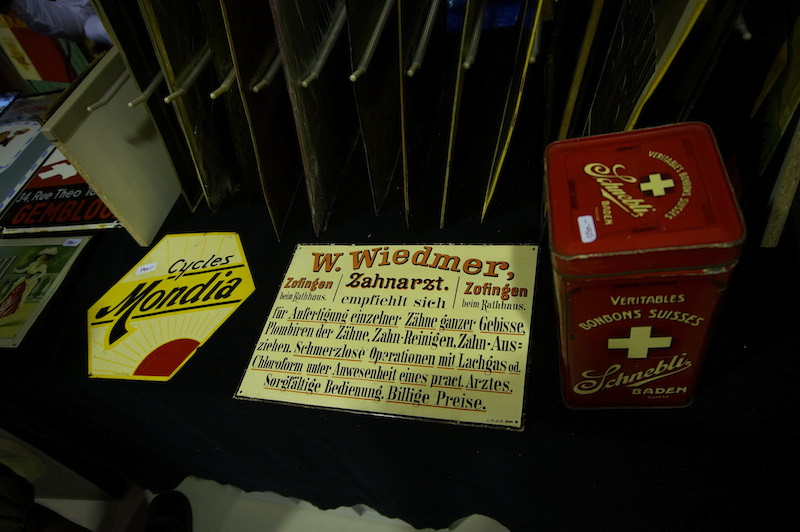 34, Rue Théo
GEMBLOU
Cycles
Mondia
W. Wiedmer,
Zofingen
beim Rathhaus.
Zahnarzt.
empfiehlt sich
Zofingen
beim Rathhaus.
für Anfertigung einzelner Zähne ganzer Gebisse,
Plombiren der Zähne, Zahn-Reinigen, Zahn-Aus=
ziehen. Schmerzlose Operationen mit Lachgas od.
Chloroform unter Anwesenheit eines pract. Arztes.
Sorgfältige Bedienung. Billige Preise.
VERITABLES BONBONS SUISSES
Schnebli
BADEN
VERITABLES
BONBONS SUISSES
Schnebli
BADEN
SUISSE